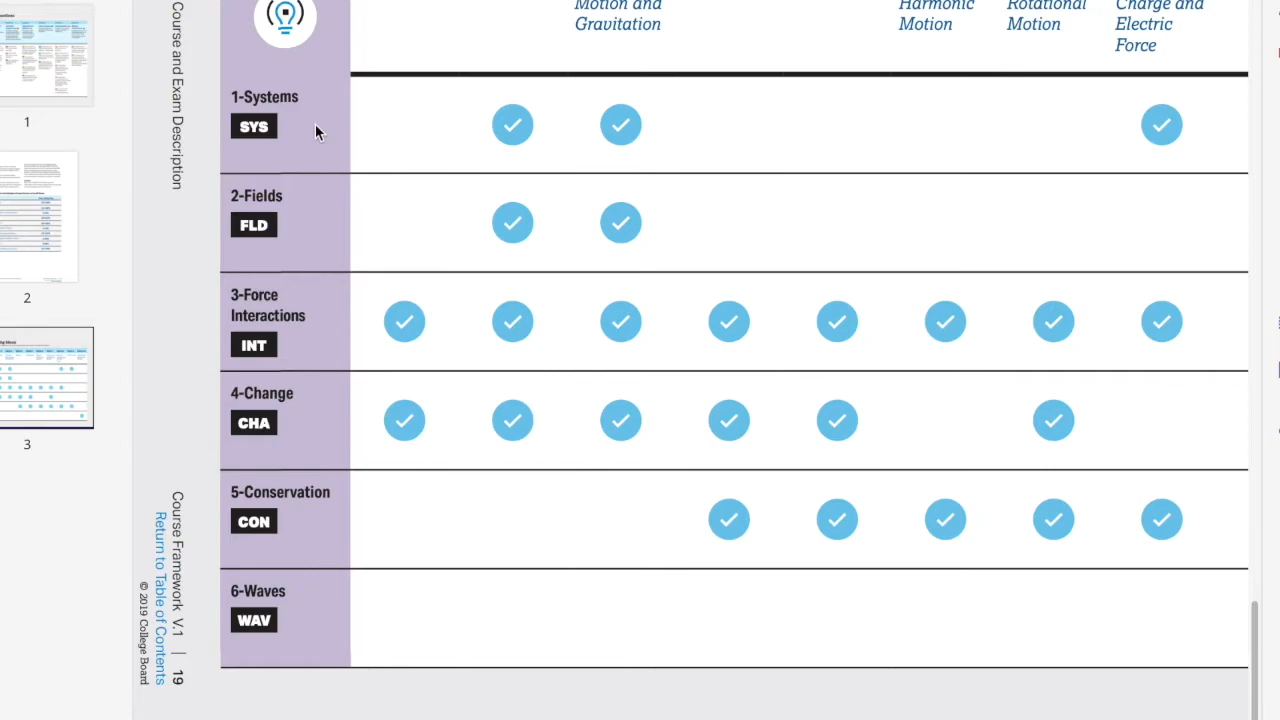 Motion and
Gravitation
Harmonic
Motion
Rotational
Motion
Charge and
Electric
Force
1-Systems
SYS
2-Fields
FLD
3-Force
Interactions
INT
4-Change
CHA
5-Conservation
CON
6-Waves
WAV
Course and Exam Description
Course Framework V.1 | 19
Return to Table of Contents
© 2019 College Board
1
2
3